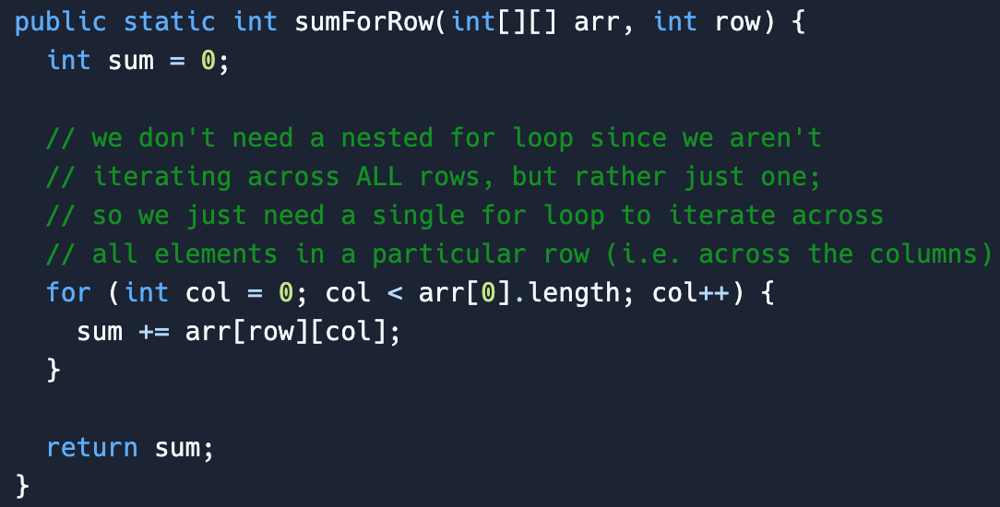 public static int sumForRow(int[][] arr, int row) {
  int sum = 0;

  // we don't need a nested for loop since we aren't
  // iterating across ALL rows, but rather just one;
  // so we just need a single for loop to iterate across
  // all elements in a particular row (i.e. across the columns)
  for (int col = 0; col < arr[0].length; col++) {
    sum += arr[row][col];
  }

  return sum;
}